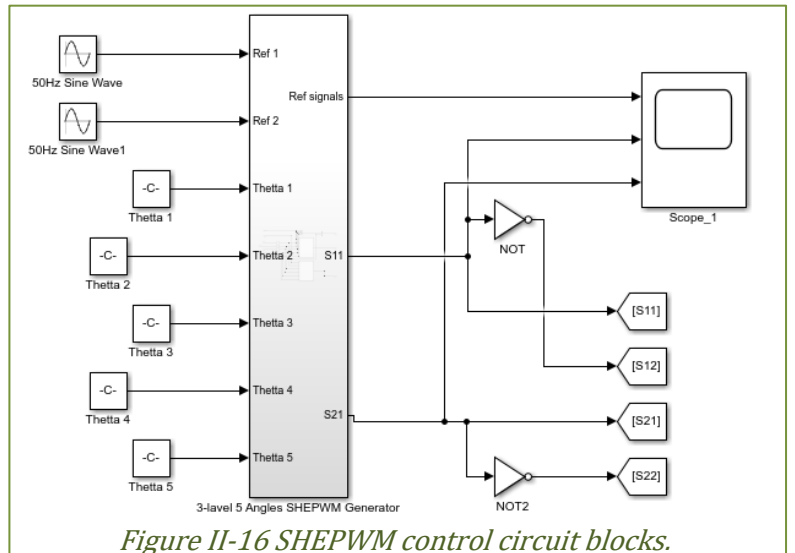 50Hz Sine Wave
Ref 1
Ref signals
50Hz Sine Wave1
Ref 2
Scope_1
-C-
Thetta 1
Thetta 1
NOT
-C-
Thetta 2
Thetta 2
S11
[S11]
-C-
Thetta 3
Thetta 3
[S12]
-C-
Thetta 4
Thetta 4
S21
[S21]
-C-
Thetta 5
Thetta 5
[S22]
NOT2
3-lavel 5 Angles SHEPWM Generator
Figure II-16 SHEPWM control circuit blocks.